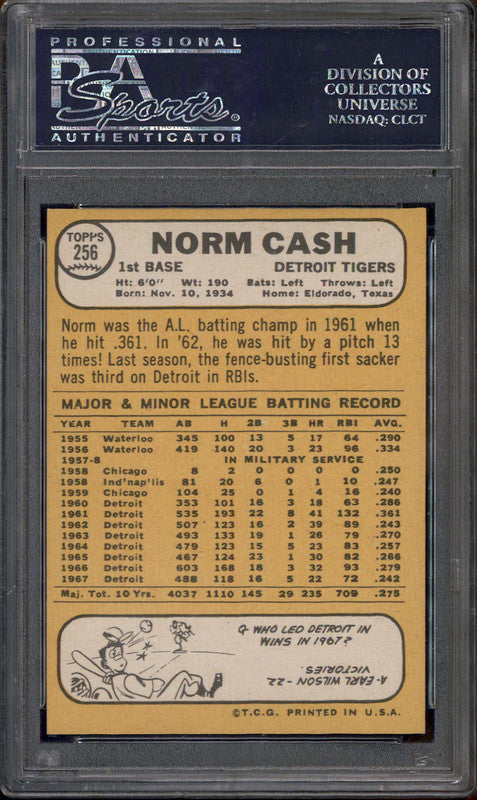 PROFESSIONAL
PSA
Sports®
AUTHENTICATOR
A
DIVISION OF
COLLECTORS
UNIVERSE
NASDAQ: CLCT
TOPPS
256
NORM CASH
1st BASE DETROIT TIGERS
Ht: 6'0" Wt: 190 Bats: Left Throws: Left
Born: Nov. 10, 1934 Home: Eldorado, Texas
Norm was the A.L. batting champ in 1961 when
he hit .361. In '62, he was hit by a pitch 13
times! Last season, the fence-busting first sacker
was third on Detroit in RBIs.
MAJOR & MINOR LEAGUE BATTING RECORD
YEAR TEAM AB H 2B 3B HR RBI AVG.
1955 Waterloo 345 100 13 5 17 64 .290
1956 Waterloo 419 140 20 3 23 96 .334
1957-8 IN MILITARY SERVICE
1958 Chicago 8 2 0 0 0 0 .250
1958 Ind'nap'lis 81 20 6 0 1 10 .247
1959 Chicago 104 25 0 1 4 16 .240
1960 Detroit 353 101 16 3 18 63 .286
1961 Detroit 535 193 22 8 41 132 .361
1962 Detroit 507 123 16 2 39 89 .243
1963 Detroit 493 133 19 1 26 79 .270
1964 Detroit 479 123 15 5 23 83 .257
1965 Detroit 467 124 23 1 30 82 .266
1966 Detroit 603 168 18 3 32 93 .279
1967 Detroit 488 118 16 5 22 72 .242
Maj. Tot. 10 Yrs. 4037 1110 145 29 235 709 .275
Q- WHO LED DETROIT IN
WINS IN 1967?
A- EARL WILSON - 22 -
VICTORIES.
©T.C.G. PRINTED IN U.S.A.